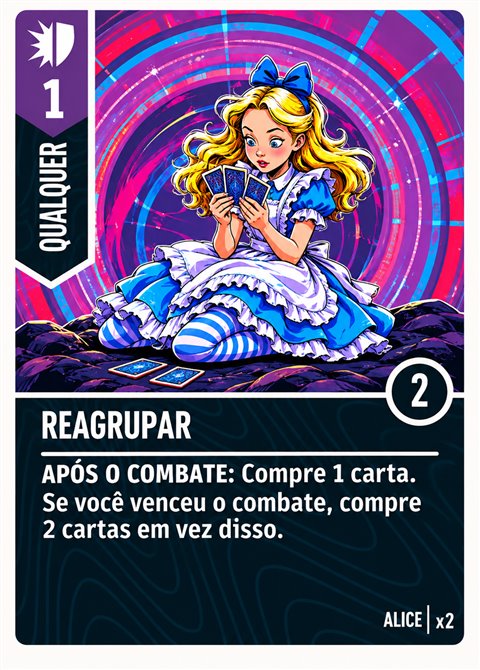 1
QUALQUER
2
REAGRUPAR
APÓS O COMBATE: Compre 1 carta.
Se você venceu o combate, compre
2 cartas em vez disso.
ALICE | x2